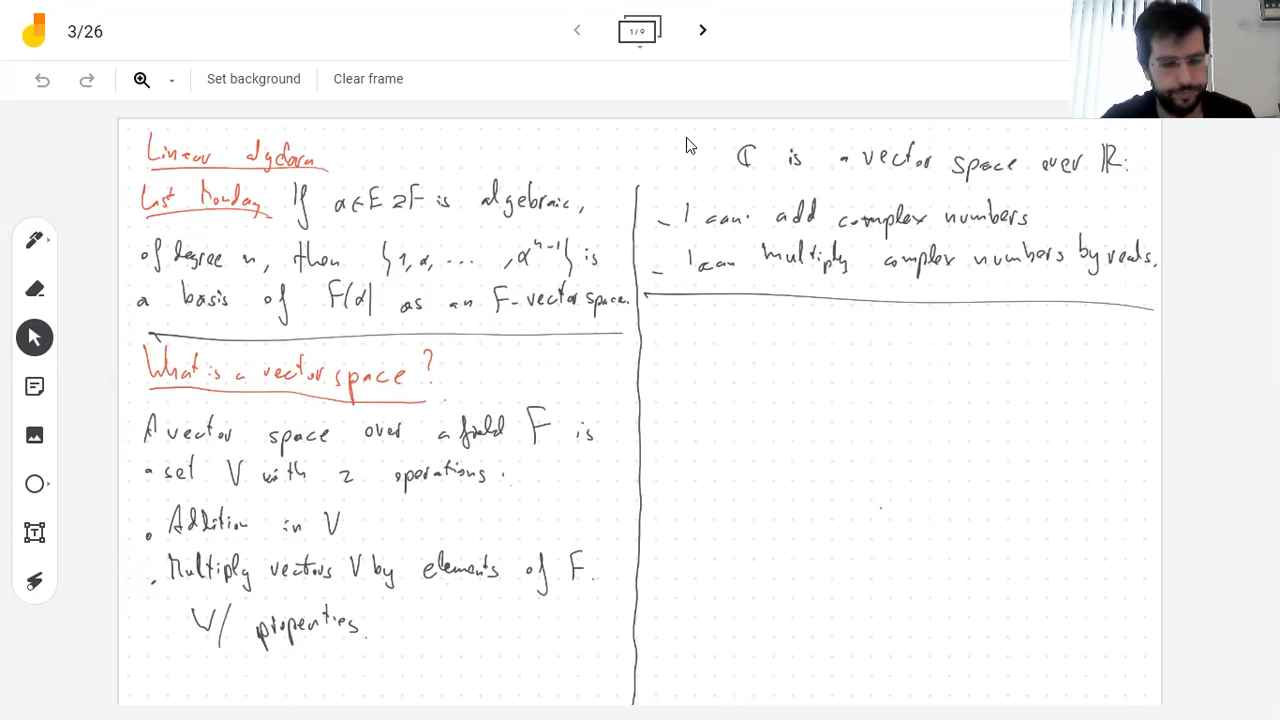 3/26
1/9
Set background
Clear frame
Linear algebra
Last Monday If α∈E ⊇F is algebraic,
of degree n, then {1, α, ... , α^{n-1}} is
a basis of F(α) as an F-vector space.
What is a vector space?
A vector space over a field F is
a set V with 2 operations.
• Addition in V
• Multiply vectors V by elements of F.
W/ properties.
ℂ is a vector space over ℝ:
- I can add complex numbers
- I can multiply complex numbers by reals.